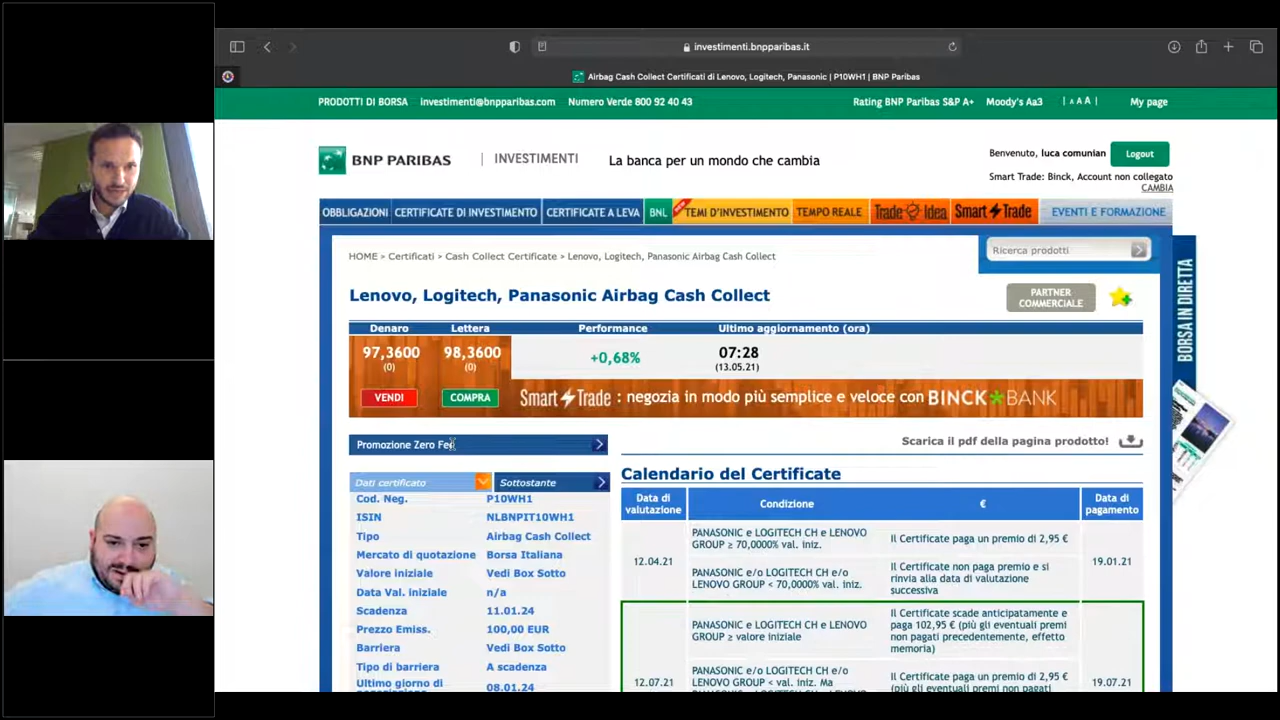 investimenti.bnpparibas.it
Airbag Cash Collect Certificati di Lenovo, Logitech, Panasonic | P10WH1 | BNP Paribas
PRODOTTI DI BORSA investimenti@bnpparibas.com Numero Verde 800 92 40 43 Rating BNP Paribas S&P A+ Moody's Aa3 | A A A | My page
BNP PARIBAS | INVESTIMENTI La banca per un mondo che cambia
Benvenuto, luca comunian Logout
Smart Trade: Binck, Account non collegato
CAMBIA
OBBLIGAZIONI CERTIFICATE DI INVESTIMENTO CERTIFICATE A LEVA BNL TEMI D'INVESTIMENTO TEMPO REALE Trade Idea Smart Trade EVENTI E FORMAZIONE
HOME > Certificati > Cash Collect Certificate > Lenovo, Logitech, Panasonic Airbag Cash Collect
Ricerca prodotti
Lenovo, Logitech, Panasonic Airbag Cash Collect
PARTNER
COMMERCIALE
BORSA IN DIRETTA
Denaro Lettera Performance Ultimo aggiornamento (ora)
97,3600 98,3600 +0,68% 07:28
(0) (0) (13.05.21)
VENDI COMPRA Smart Trade : negozia in modo più semplice e veloce con BINCK BANK
Promozione Zero Fee
Scarica il pdf della pagina prodotto!
Dati certificato Sottostante
Cod. Neg. P10WH1
ISIN NLBNPIT10WH1
Tipo Airbag Cash Collect
Mercato di quotazione Borsa Italiana
Valore iniziale Vedi Box Sotto
Data Val. iniziale n/a
Scadenza 11.01.24
Prezzo Emiss. 100,00 EUR
Barriera Vedi Box Sotto
Tipo di barriera A scadenza
Ultimo giorno di 08.01.24
Calendario del Certificate
Data di
valutazione
Condizione
€
Data di
pagamento
12.04.21
PANASONIC e LOGITECH CH e LENOVO
GROUP ≥ 70,0000% val. iniz.
Il Certificate paga un premio di 2,95 €
PANASONIC e/o LOGITECH CH e/o
LENOVO GROUP < 70,0000% val. iniz.
Il Certificate non paga premio e si
rinvia alla data di valutazione
successiva
19.01.21
12.07.21
PANASONIC e LOGITECH CH e LENOVO
GROUP ≥ valore iniziale
Il Certificate scade anticipatamente e
paga 102,95 € (più gli eventuali premi
non pagati precedentemente, effetto
memoria)
PANASONIC e/o LOGITECH CH e/o
LENOVO GROUP < val. iniz. Ma
Il Certificate paga un premio di 2,95 €
(più gli eventuali premi non pagati
19.07.21